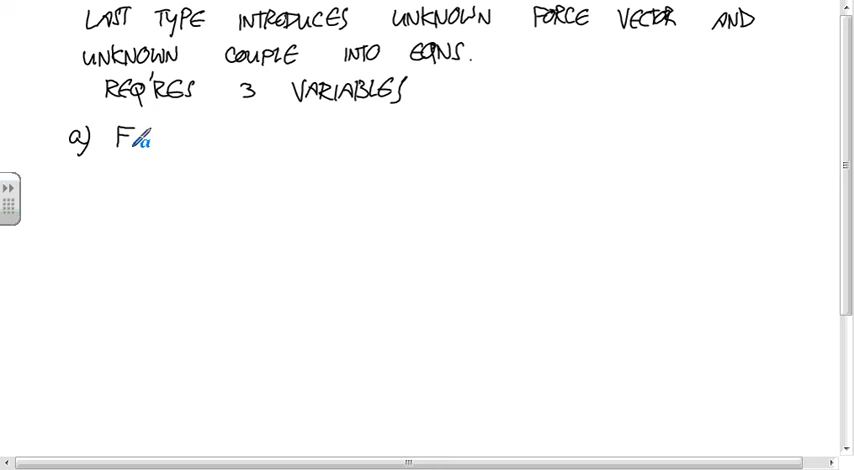 LAST TYPE INTRODUCES UNKNOWN FORCE VECTOR AND
UNKNOWN COUPLE INTO EQNS.
REQ'RES 3 VARIABLES
a) F